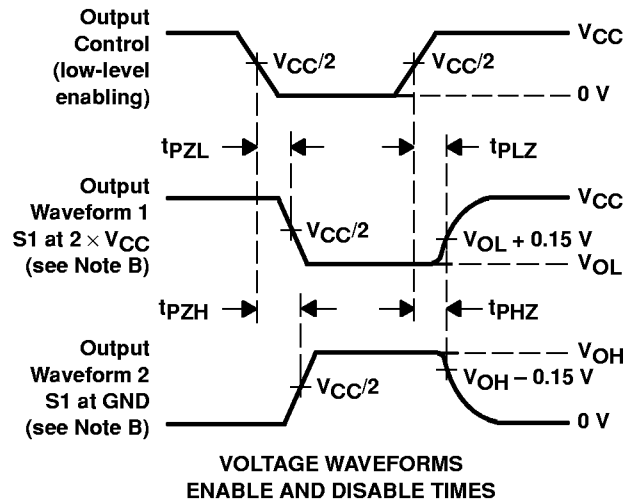 Output
Control
(low-level
enabling)
VCC/2
VCC/2
VCC
0 V
tPZL
tPLZ
Output
Waveform 1
S1 at 2 × VCC
(see Note B)
VCC/2
VCC
VOL + 0.15 V
VOL
tPZH
tPHZ
Output
Waveform 2
S1 at GND
(see Note B)
VCC/2
VOH
VOH – 0.15 V
0 V
VOLTAGE WAVEFORMS
ENABLE AND DISABLE TIMES